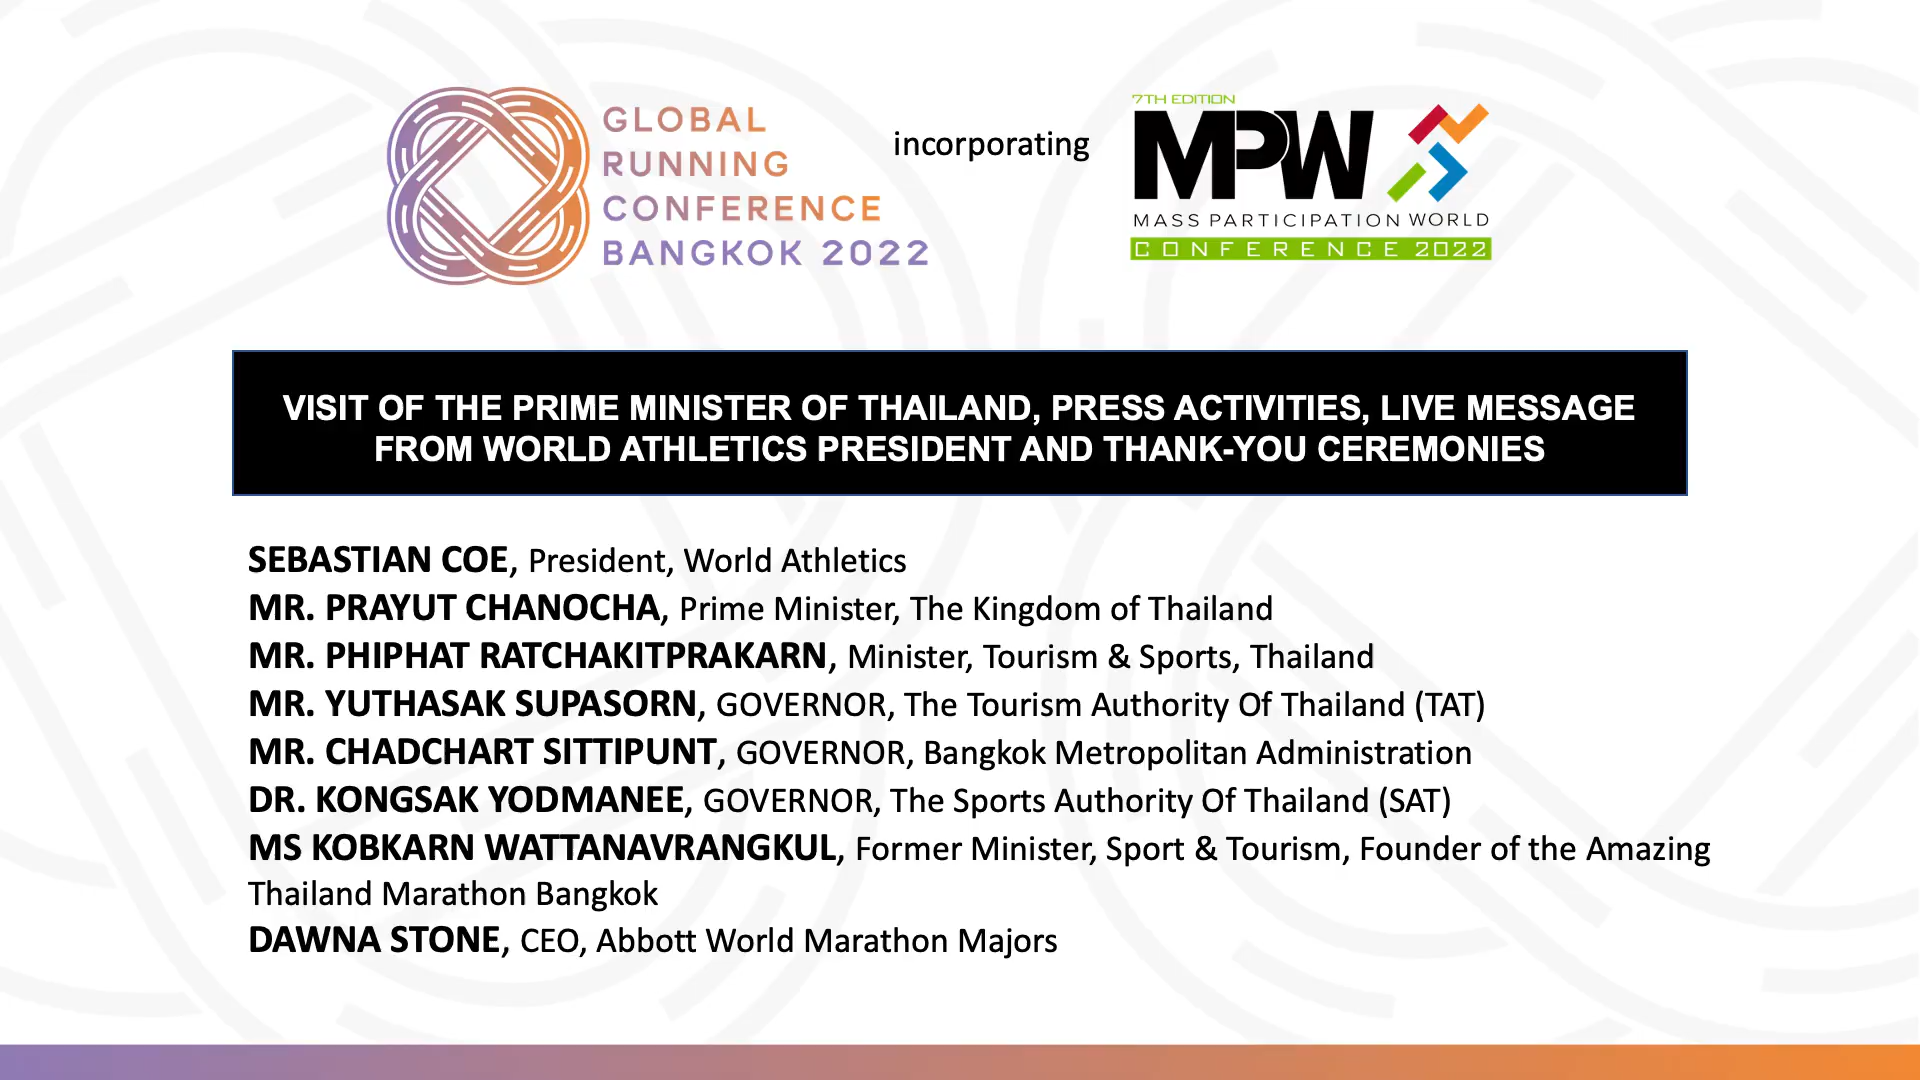 GLOBAL
RUNNING
CONFERENCE
BANGKOK 2022
incorporating
7TH EDITION
MPW
MASS PARTICIPATION WORLD
CONFERENCE 2022
VISIT OF THE PRIME MINISTER OF THAILAND, PRESS ACTIVITIES, LIVE MESSAGE
FROM WORLD ATHLETICS PRESIDENT AND THANK-YOU CEREMONIES
SEBASTIAN COE, President, World Athletics
MR. PRAYUT CHANOCHA, Prime Minister, The Kingdom of Thailand
MR. PHIPHAT RATCHAKITPRAKARN, Minister, Tourism & Sports, Thailand
MR. YUTHASAK SUPASORN, GOVERNOR, The Tourism Authority Of Thailand (TAT)
MR. CHADCHART SITTIPUNT, GOVERNOR, Bangkok Metropolitan Administration
DR. KONGSAK YODMANEE, GOVERNOR, The Sports Authority Of Thailand (SAT)
MS KOBKARN WATTANAVRANGKUL, Former Minister, Sport & Tourism, Founder of the Amazing
Thailand Marathon Bangkok
DAWNA STONE, CEO, Abbott World Marathon Majors